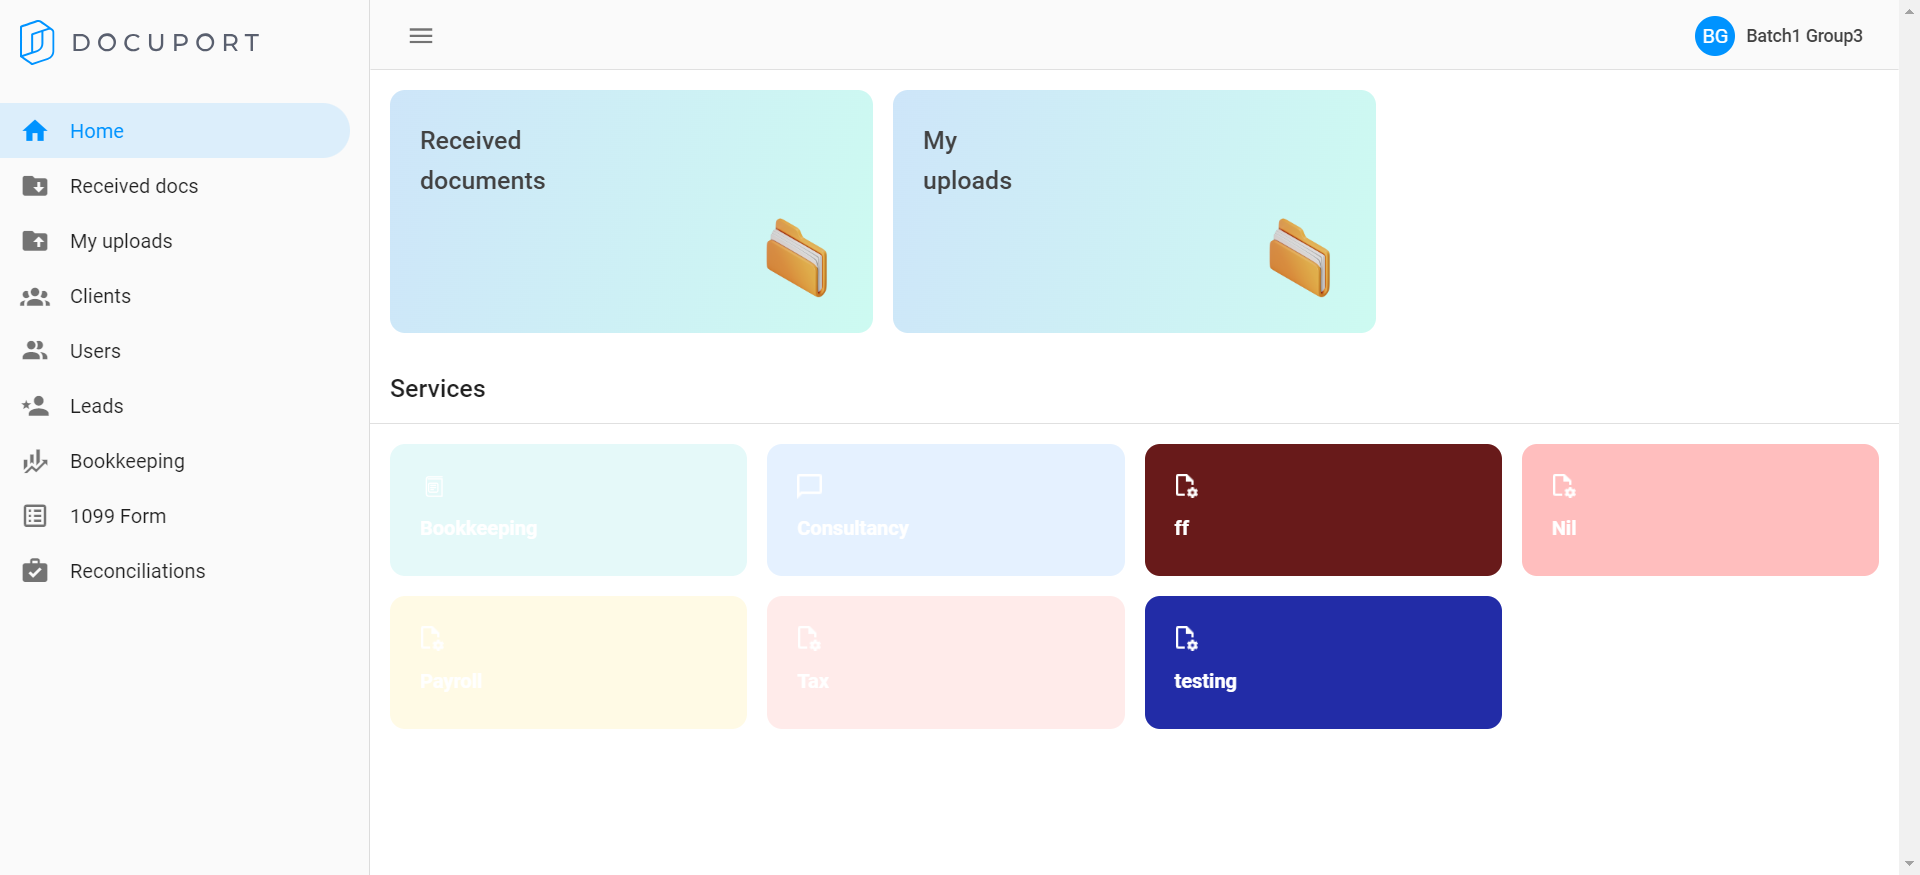 DOCUPORT
BG
Batch1 Group3
Home
Received docs
My uploads
Clients
Users
Leads
Bookkeeping
1099 Form
Reconciliations
Received
documents
My
uploads
Services
Bookkeeping
Consultancy
ff
Nil
Payroll
Tax
testing